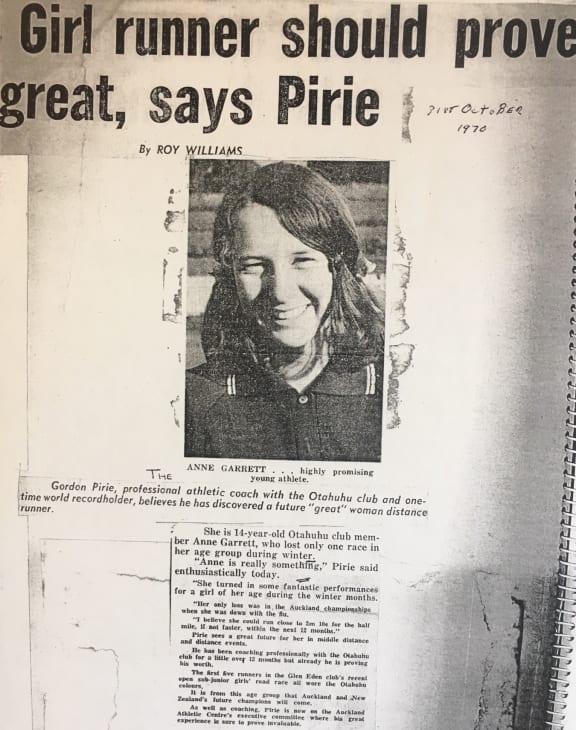 Girl runner should prove
great, says Pirie
31st OctoBER
1970
By ROY WILLIAMS
ANNE GARRETT . . . highly promising
young athlete.
THE
Gordon Pirie, professional athletic coach with the Otahuhu club and one-
time world recordholder, believes he has discovered a future "great" woman distance
runner.
She is 14-year-old Otahuhu club mem-
ber Anne Garrett, who lost only one race in
her age group during winter.
"Anne is really something," Pirie said
enthusiastically today.
"She turned in some fantastic performances
for a girl of her age during the winter months.
"Her only loss was in the Auckland championships
when she was down with the flu.
"I believe she could run close to 2m 10s for the half
mile, if not faster, within the next 12 months."
Pirie sees a great future for her in middle distance
and distance events.
He has been coaching professionally with the Otahuhu
club for a little over 12 months but already he is proving
his worth.
The first five runners in the Glen Eden club's recent
open sub-junior girls' road race all wore the Otahuhu
colours.
It is from this age group that Auckland and New
Zealand's future champions will come.
As well as coaching, Pirie is now on the Auckland
Athletic Centre's executive committee where his great
experience is sure to prove invaluable.